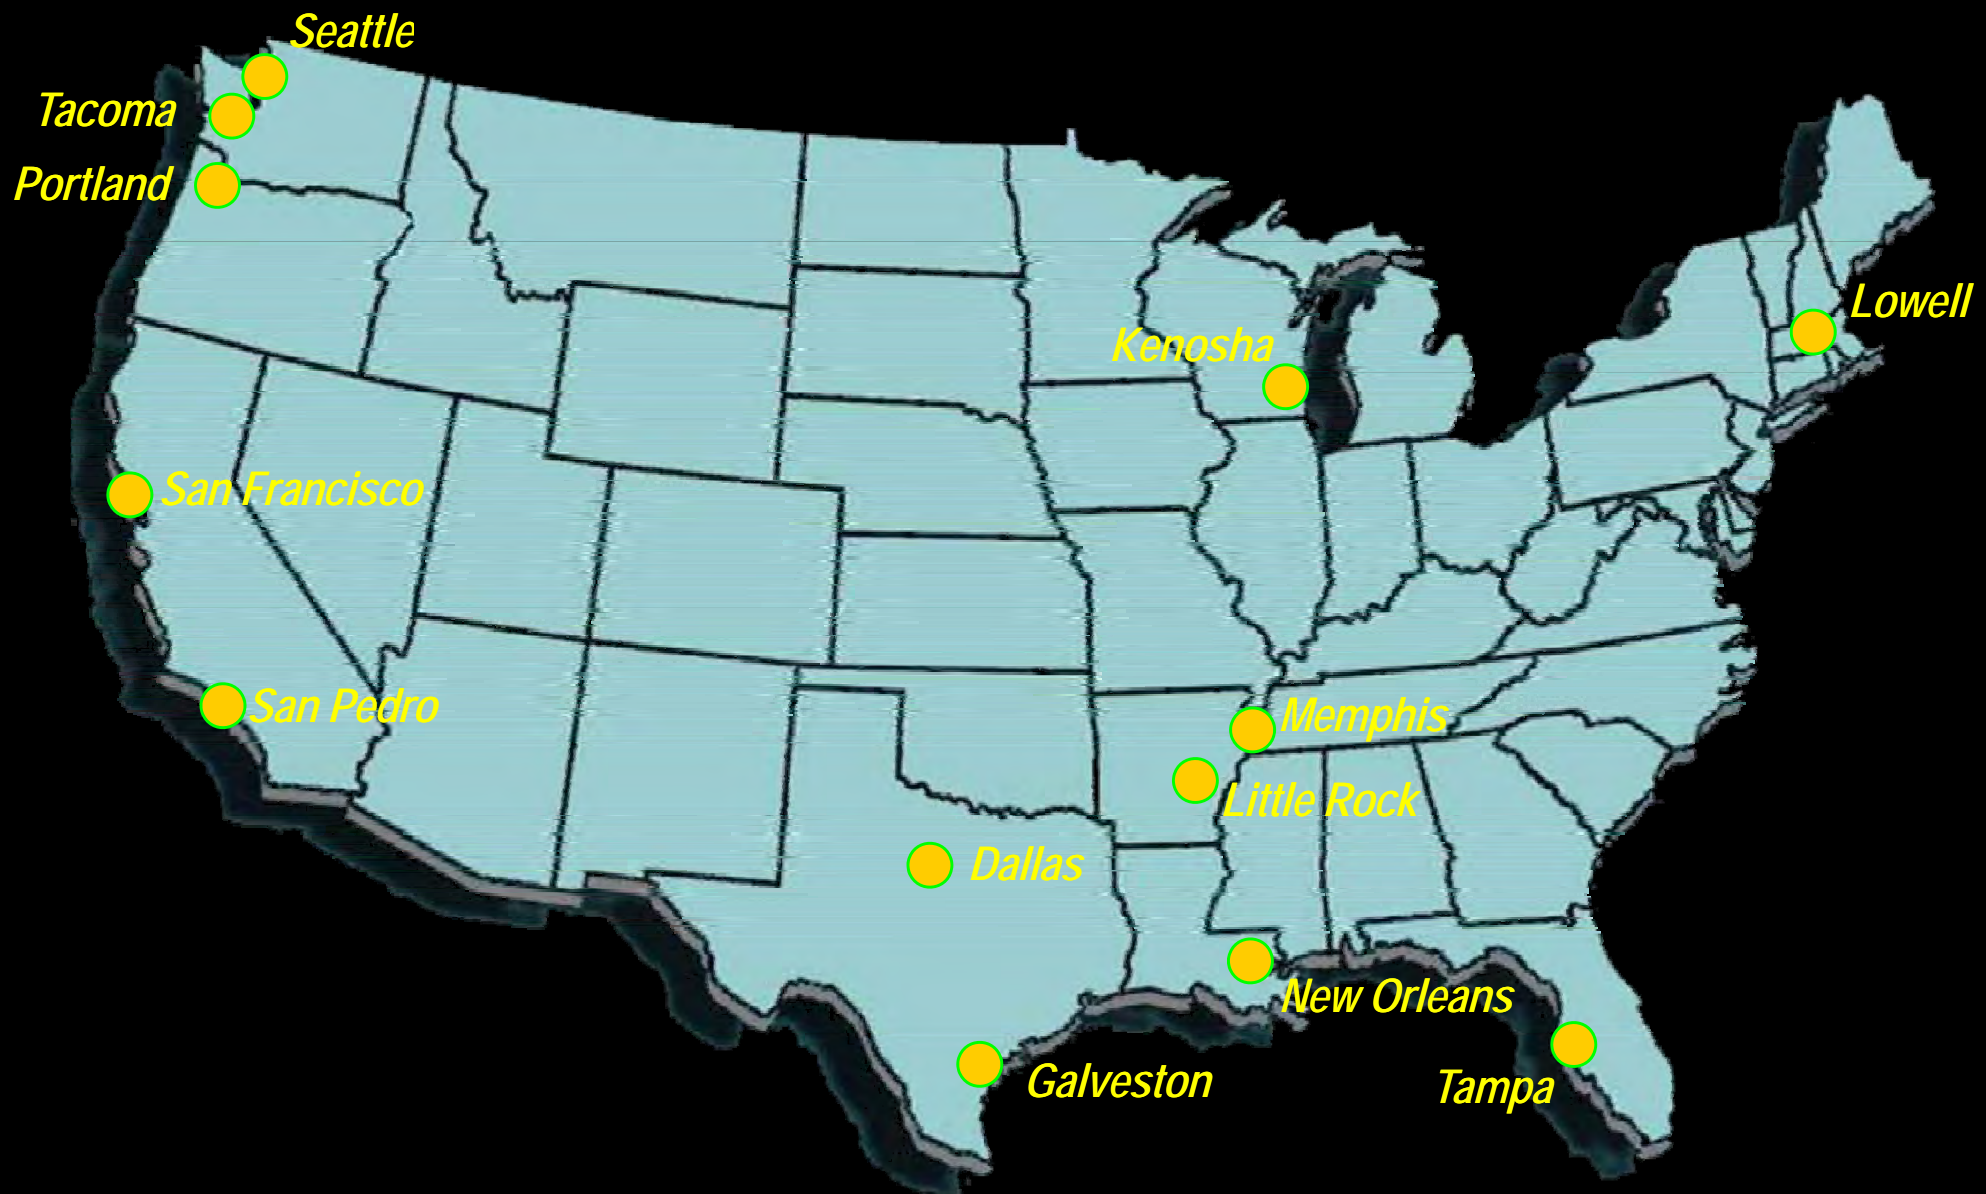 Seattle
Tacoma
Portland
Lowell
Kenosha
San Francisco
San Pedro
Memphis
Little Rock
Dallas
New Orleans
Galveston
Tampa